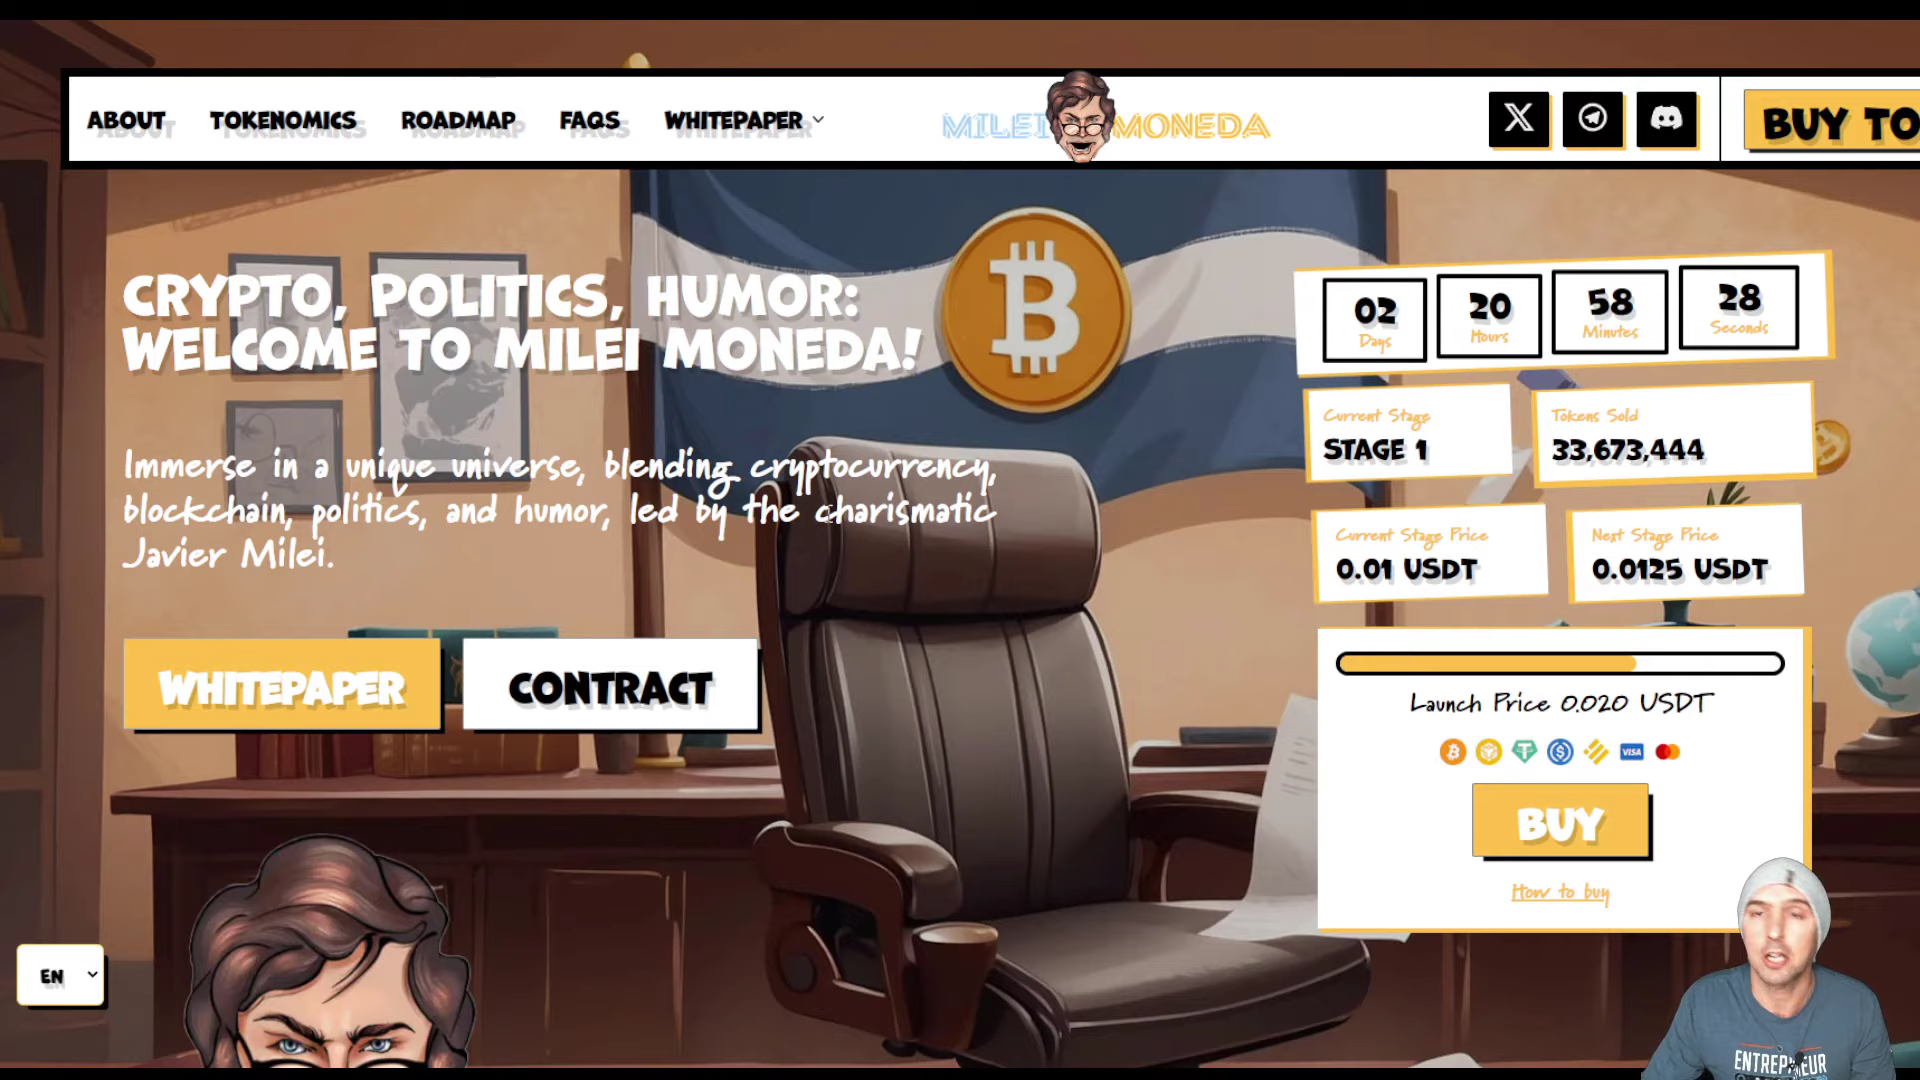 ABOUT TOKENOMICS ROADMAP FAQS WHITEPAPER MILEI MONEDA X BUY TO
CRYPTO, POLITICS, HUMOR:
WELCOME TO MILEI MONEDA!
Immerse in a unique universe, blending cryptocurrency,
blockchain, politics, and humor, led by the charismatic
Javier Milei.
WHITEPAPER CONTRACT
02 20 58 28
Days Hours Minutes Seconds
Current Stage
STAGE 1
Tokens Sold
33,673,444
Current Stage Price
0.01 USDT
Next Stage Price
0.0125 USDT
Launch Price 0.020 USDT
VISA
BUY
How to buy
EN
ENTREPRENEUR